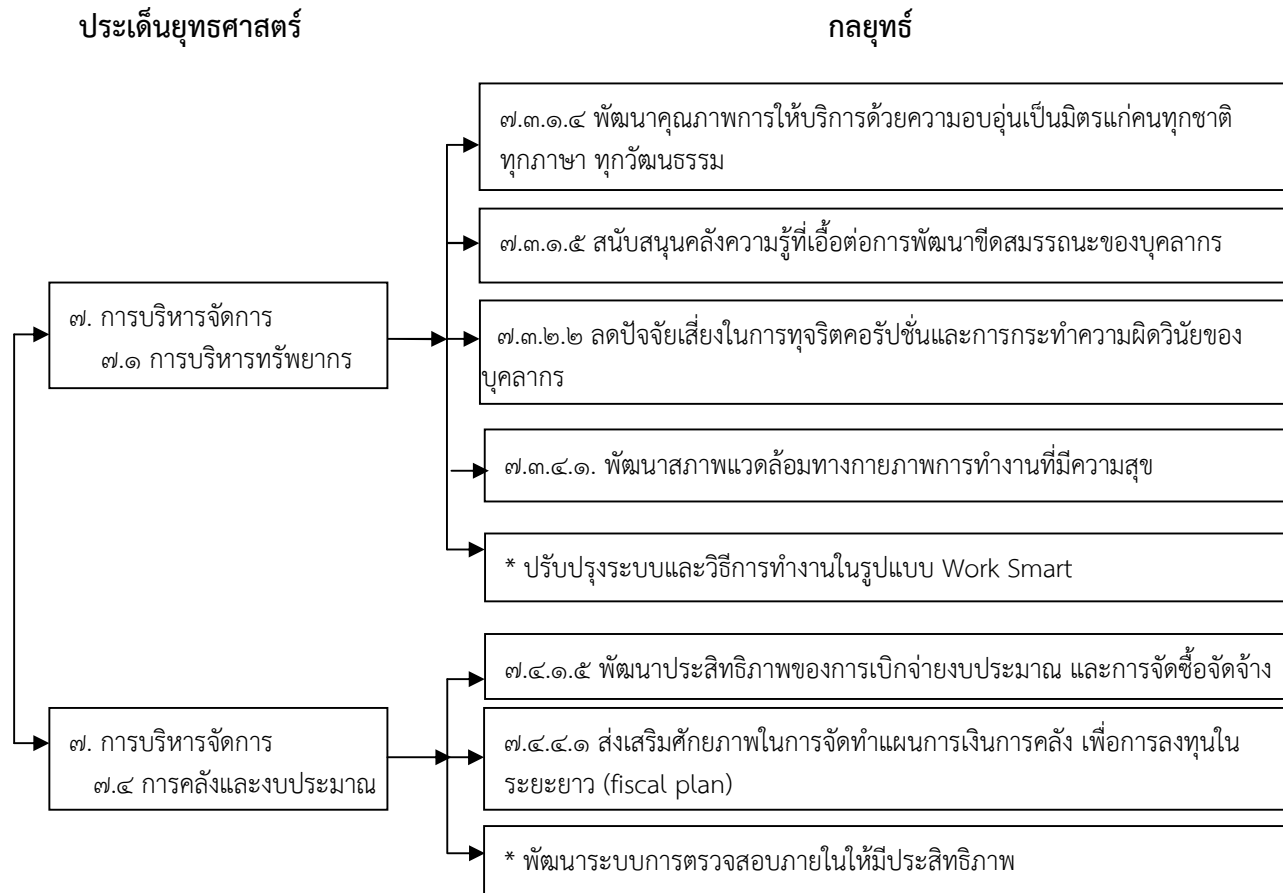 ประเด็นยุทธศาสตร์
กลยุทธ์
๗. การบริหารจัดการ
๗.๑ การบริหารทรัพยากร
๗.๓.๑.๔ พัฒนาคุณภาพการให้บริการด้วยความอบอุ่นเป็นมิตรแก่คนทุกชาติ
ทุกภาษา ทุกวัฒนธรรม
๗.๓.๑.๕ สนับสนุนคลังความรู้ที่เอื้อต่อการพัฒนาขีดสมรรถนะของบุคลากร
๗.๓.๒.๒ ลดปัจจัยเสี่ยงในการทุจริตคอรัปชั่นและการกระทำความผิดวินัยของ
บุคลากร
๗.๓.๔.๑. พัฒนาสภาพแวดล้อมทางกายภาพการทำงานที่มีความสุข
* ปรับปรุงระบบและวิธีการทำงานในรูปแบบ Work Smart
๗. การบริหารจัดการ
๗.๔ การคลังและงบประมาณ
๗.๔.๑.๕ พัฒนาประสิทธิภาพของการเบิกจ่ายงบประมาณ และการจัดซื้อจัดจ้าง
๗.๔.๔.๑ ส่งเสริมศักยภาพในการจัดทำแผนการเงินการคลัง เพื่อการลงทุนใน
ระยะยาว (fiscal plan)
* พัฒนาระบบการตรวจสอบภายในให้มีประสิทธิภาพ